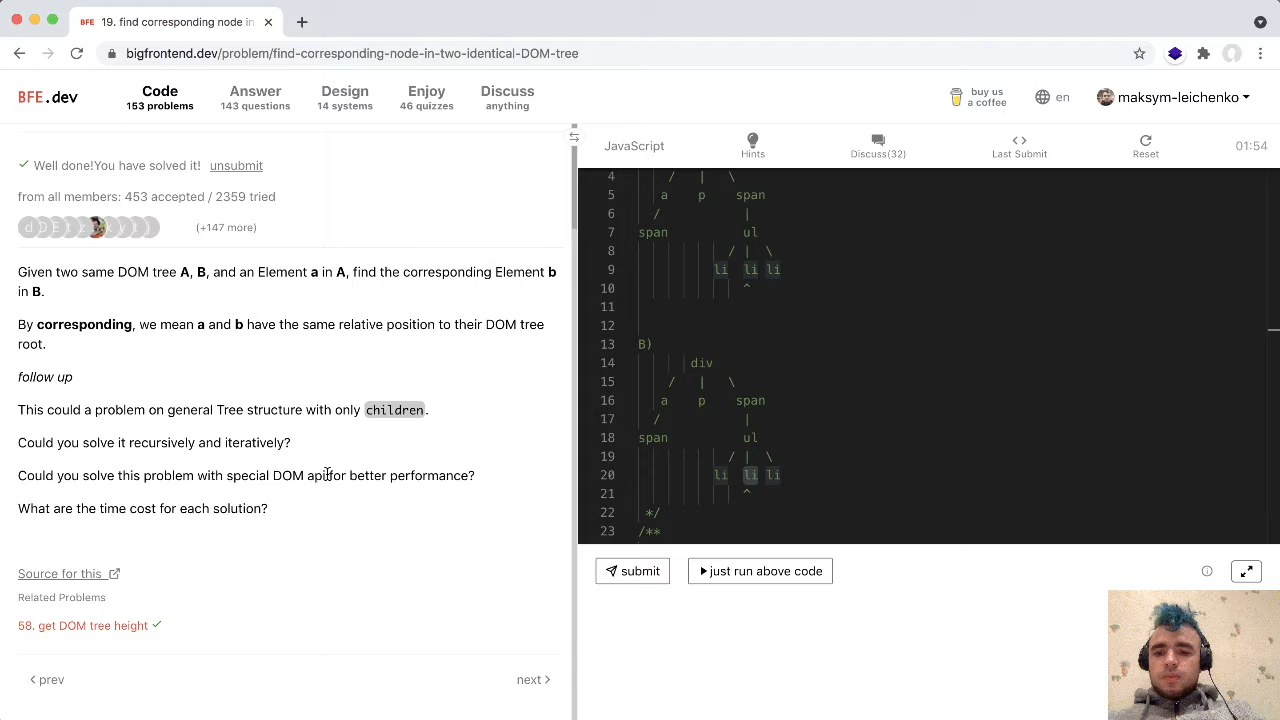 BFE 19. find corresponding node in
bigfrontend.dev/problem/find-corresponding-node-in-two-identical-DOM-tree
BFE.dev
Code
153 problems
Answer
143 questions
Design
14 systems
Enjoy
46 quizzes
Discuss
anything
buy us
a coffee
en
maksym-leichenko
Well done!You have solved it! unsubmit
from all members: 453 accepted / 2359 tried
(+147 more)
Given two same DOM tree A, B, and an Element a in A, find the corresponding Element b
in B.
By corresponding, we mean a and b have the same relative position to their DOM tree
root.
follow up
This could a problem on general Tree structure with only children.
Could you solve it recursively and iteratively?
Could you solve this problem with special DOM api for better performance?
What are the time cost for each solution?
Source for this
Related Problems
58. get DOM tree height
prev
next
JavaScript
Hints
Discuss(32)
Last Submit
Reset
01:54
4 / | \
5 a p span
6 / |
7 span ul
8 / | \
9 li li li
10 ^
11
12
13 B)
14 div
15 / | \
16 a p span
17 / |
18 span ul
19 / | \
20 li li li
21 ^
22 */
23 /**
submit
just run above code